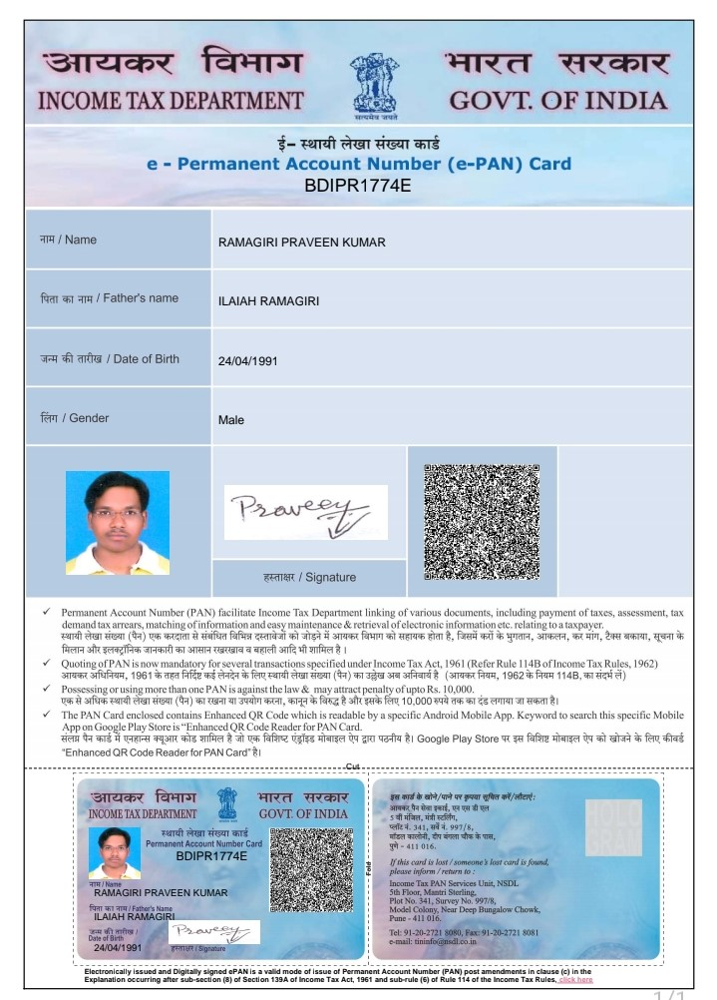 आयकर विभाग भारत सरकार
INCOME TAX DEPARTMENT GOVT. OF INDIA
सत्यमेव जयते
ई- स्थायी लेखा संख्या कार्ड
e - Permanent Account Number (e-PAN) Card
BDIPR1774E
नाम / Name RAMAGIRI PRAVEEN KUMAR
पिता का नाम / Father's name ILAIAH RAMAGIRI
जन्म की तारीख / Date of Birth 24/04/1991
लिंग / Gender Male
Praveen
हस्ताक्षर / Signature
✓ Permanent Account Number (PAN) facilitate Income Tax Department linking of various documents, including payment of taxes, assessment, tax
demand tax arrears, matching of information and easy maintenance & retrieval of electronic information etc. relating to a taxpayer.
स्थायी लेखा संख्या (पैन) एक करदाता से संबंधित विभिन्न दस्तावेजों को जोड़ने में आयकर विभाग को सहायक होता है, जिसमें करों के भुगतान, आकलन, कर मांग, टैक्स बकाया, सूचना के
मिलान और इलक्ट्रॉनिक जानकारी का आसान रखरखाव व बहाली आदि भी शामिल है ।
✓ Quoting of PAN is now mandatory for several transactions specified under Income Tax Act, 1961 (Refer Rule 114B of Income Tax Rules, 1962)
आयकर अधिनियम, 1961 के तहत निर्दिष्ट कई लेनदेन के लिए स्थायी लेखा संख्या (पैन) का उल्लेख अब अनिवार्य है (आयकर नियम, 1962 के नियम 114B, का संदर्भ लें)
✓ Possessing or using more than one PAN is against the law & may attract penalty of upto Rs. 10,000.
एक से अधिक स्थायी लेखा संख्या (पैन) का रखना या उपयोग करना, कानून के विरुद्ध है और इसके लिए 10,000 रुपये तक का दंड लगाया जा सकता है।
✓ The PAN Card enclosed contains Enhanced QR Code which is readable by a specific Android Mobile App. Keyword to search this specific Mobile
App on Google Play Store is "Enhanced QR Code Reader for PAN Card.
संलग्न पैन कार्ड में एनहान्स क्यूआर कोड शामिल है जो एक विशिष्ट एंड्रॉइड मोबाइल ऐप द्वारा पठनीय है। Google Play Store पर इस विशिष्ट मोबाइल ऐप को खोजने के लिए कीवर्ड
"Enhanced QR Code Reader for PAN Card" है।
Cut
आयकर विभाग भारत सरकार
INCOME TAX DEPARTMENT GOVT. OF INDIA
स्थायी लेखा संख्या कार्ड
Permanent Account Number Card
BDIPR1774E
नाम / Name
RAMAGIRI PRAVEEN KUMAR
पिता का नाम / Father's Name
ILAIAH RAMAGIRI
जन्म की तारीख /
Date of Birth
24/04/1991
Praveen
हस्ताक्षर / Signature
Fold
इस कार्ड के खोने/पाने पर कृपया सूचित करें/लौटाएं:
आयकर पैन सेवा इकाई, एन एस डी एल
5 वीं मंजिल, मंत्री स्टर्लिंग,
प्लॉट नं. 341, सर्वे नं. 997/8,
मॉडल कालोनी, दीप बंगला चौक के पास,
पुणे - 411 016.
If this card is lost / someone's lost card is found,
please inform / return to :
Income Tax PAN Services Unit, NSDL
5th Floor, Mantri Sterling,
Plot No. 341, Survey No. 997/8,
Model Colony, Near Deep Bungalow Chowk,
Pune - 411 016.
Tel: 91-20-2721 8080, Fax: 91-20-2721 8081
e-mail: tininfo@nsdl.co.in
Electronically issued and Digitally signed ePAN is a valid mode of issue of Permanent Account Number (PAN) post amendments in clause (c) in the
Explanation occurring after sub-section (8) of Section 139A of Income Tax Act, 1961 and sub-rule (6) of Rule 114 of the Income Tax Rules, click here
1/1